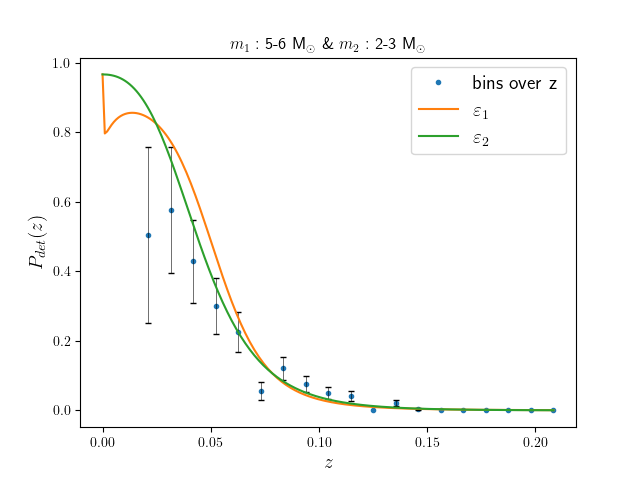 m₁ : 5-6 M⊙ & m₂ : 2-3 M⊙
bins over z
ε₁
ε₂
P_det(z)
1.0
0.8
0.6
0.4
0.2
0.0
0.00 0.05 0.10 0.15 0.20
z